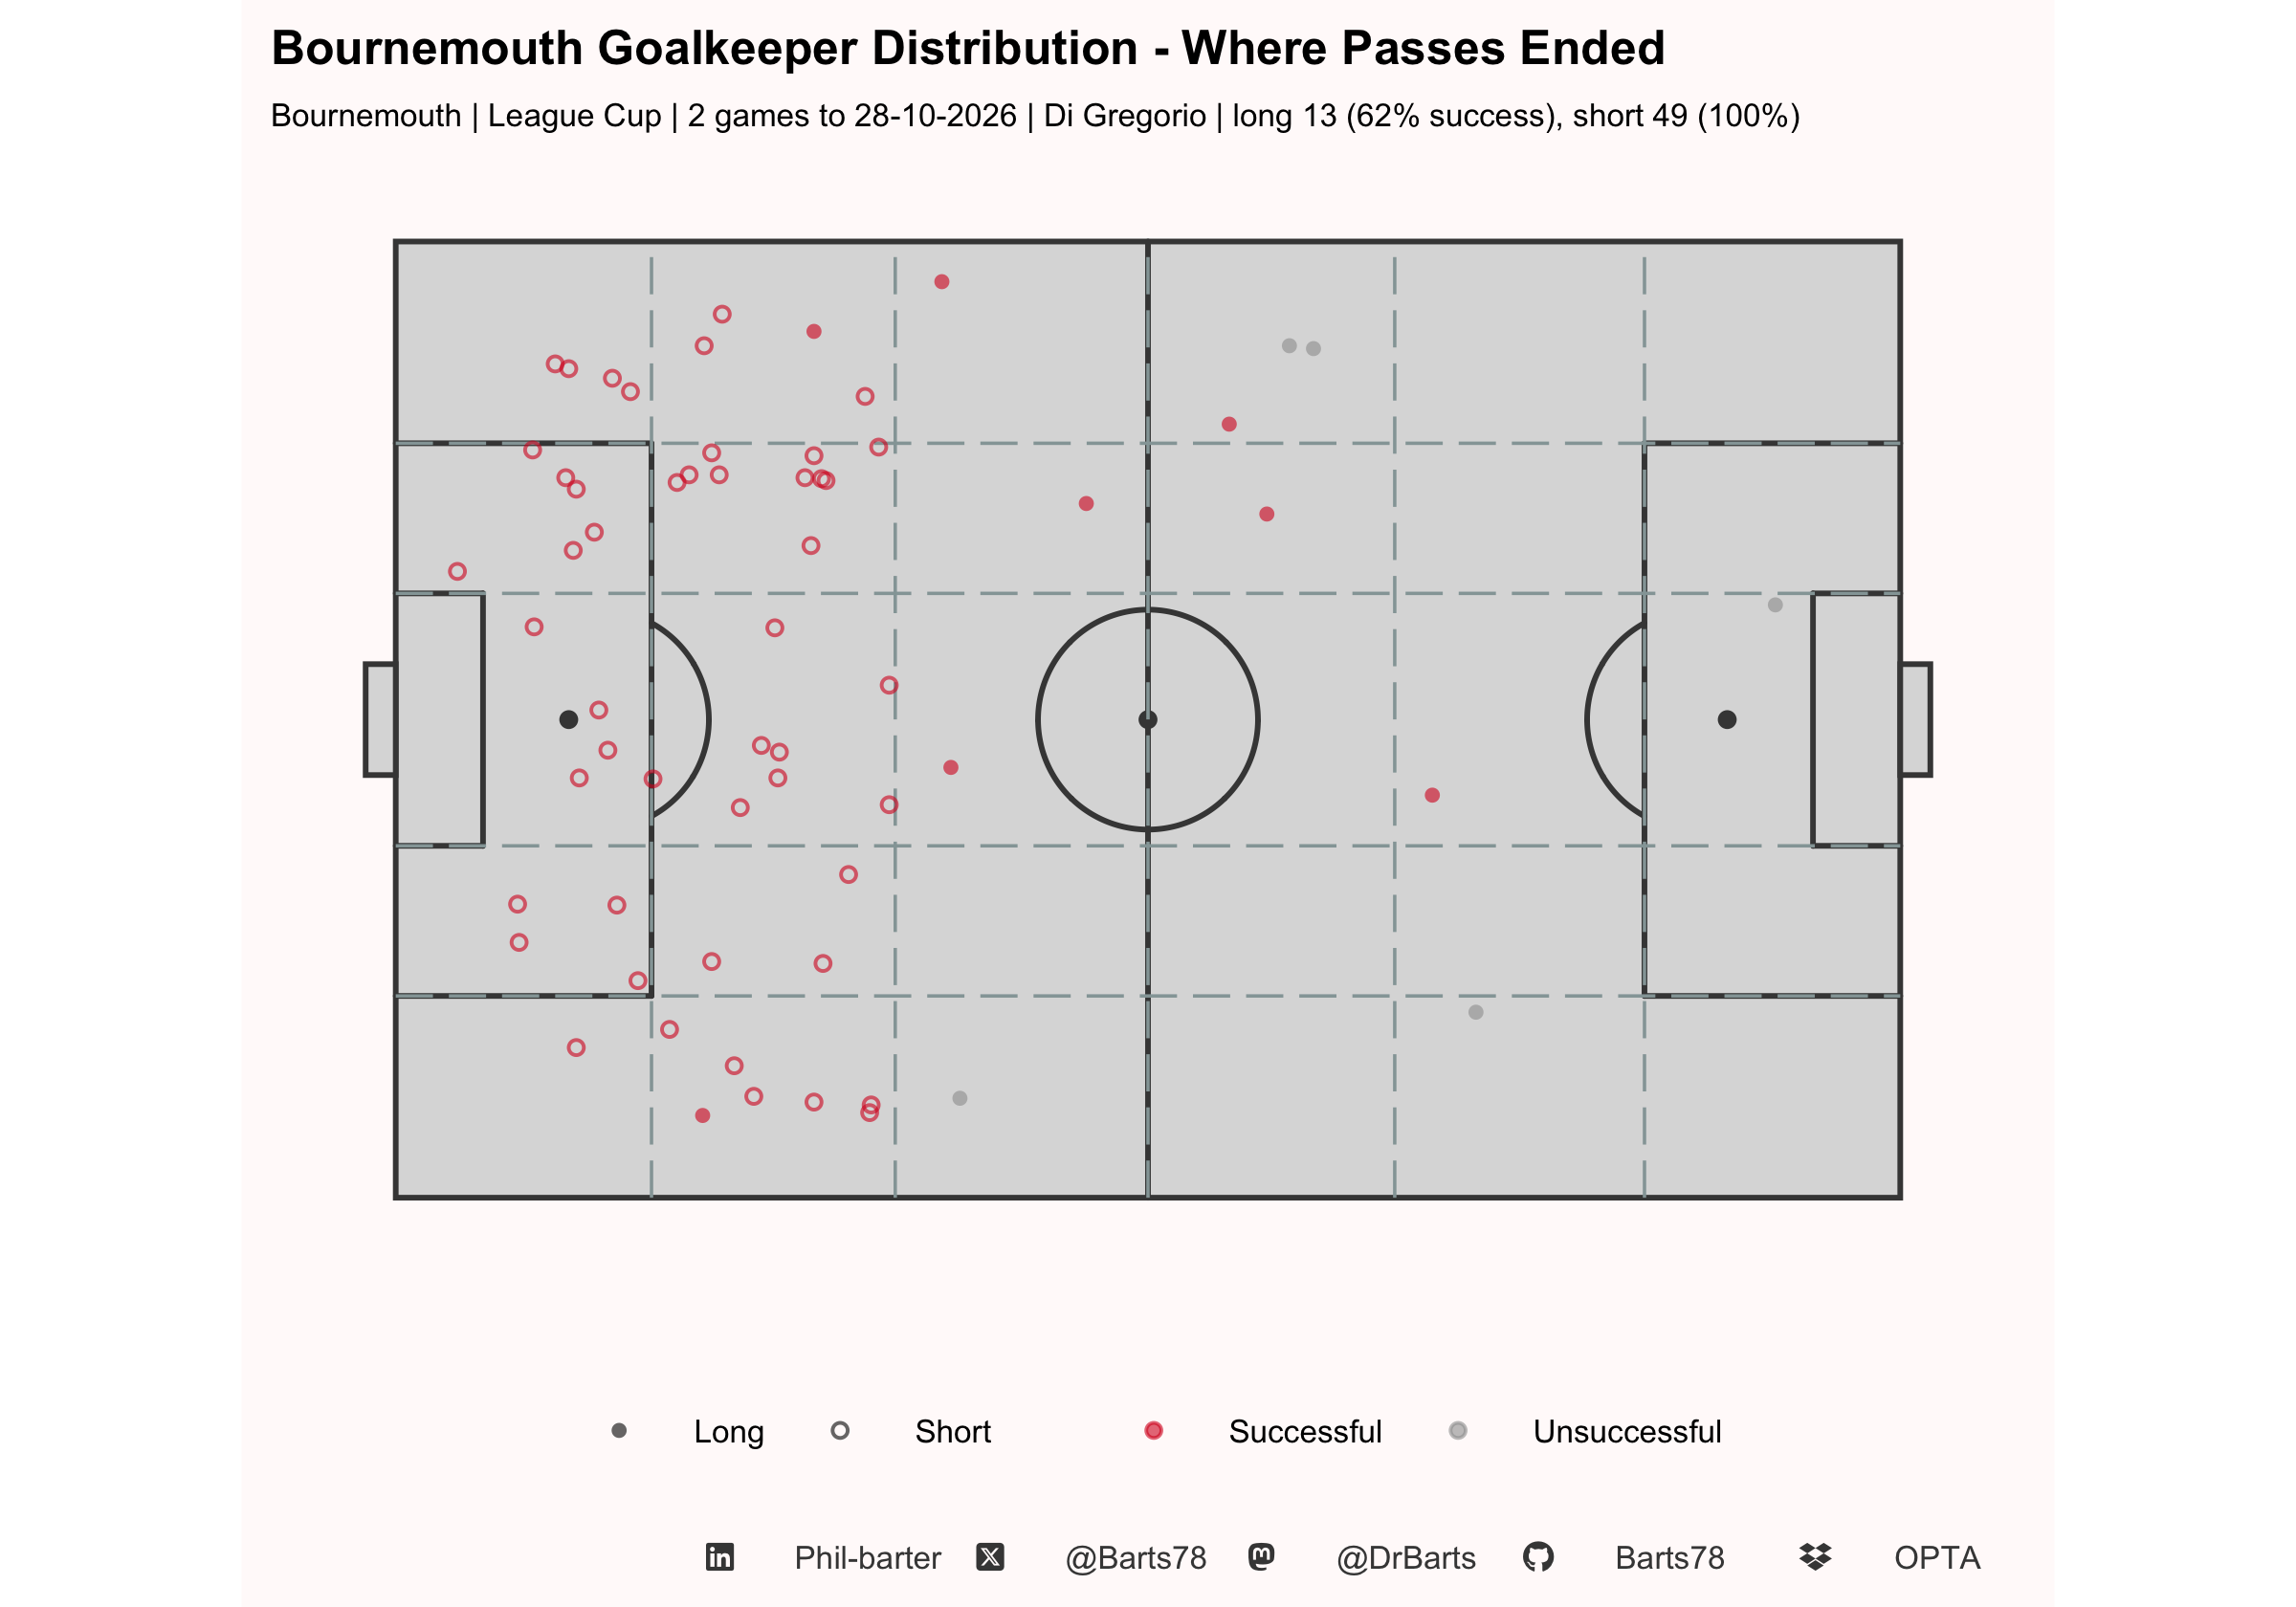 Bournemouth Goalkeeper Distribution - Where Passes Ended
Bournemouth | League Cup | 2 games to 28-10-2026 | Di Gregorio | long 13 (62% success), short 49 (100%)
Long Short Successful Unsuccessful
Phil-barter @Barts78 @DrBarts Barts78 OPTA